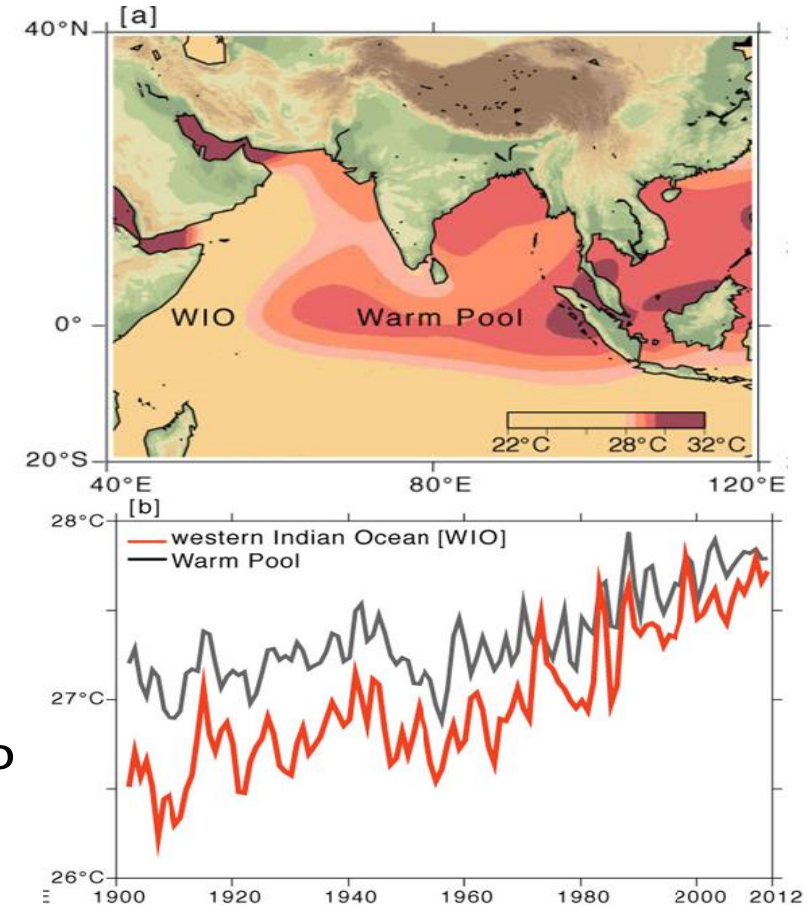 [a]
40°N
0°
20°S
WIO
Warm Pool
22°C 28°C 32°C
40°E 80°E 120°E
[b]
28°C
27°C
26°C
western Indian Ocean [WIO]
Warm Pool
1900 1920 1940 1960 1980 2000 2012